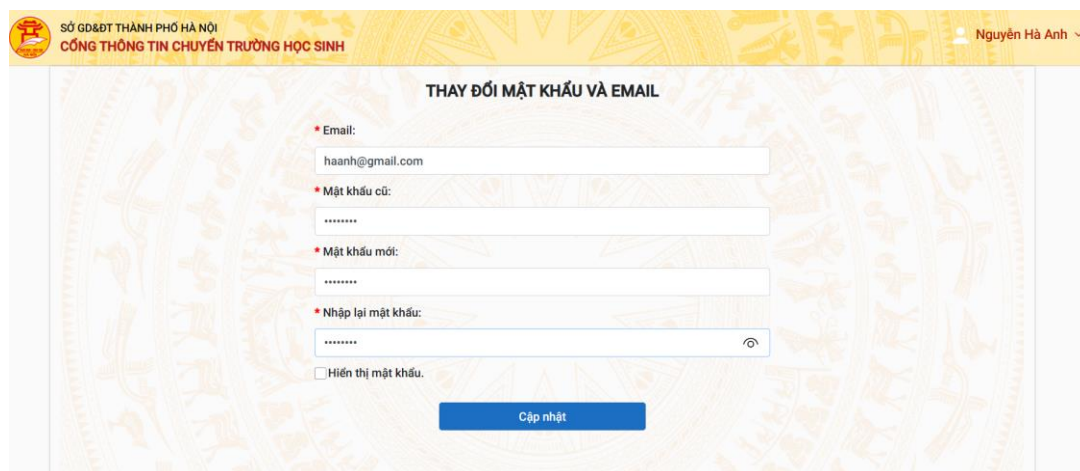 SỞ GD&ĐT THÀNH PHỐ HÀ NỘI
CỔNG THÔNG TIN CHUYỂN TRƯỜNG HỌC SINH
Nguyễn Hà Anh
THAY ĐỔI MẬT KHẨU VÀ EMAIL
* Email:
haanh@gmail.com
* Mật khẩu cũ:
••••••••
* Mật khẩu mới:
••••••••
* Nhập lại mật khẩu:
••••••••
Hiển thị mật khẩu.
Cập nhật